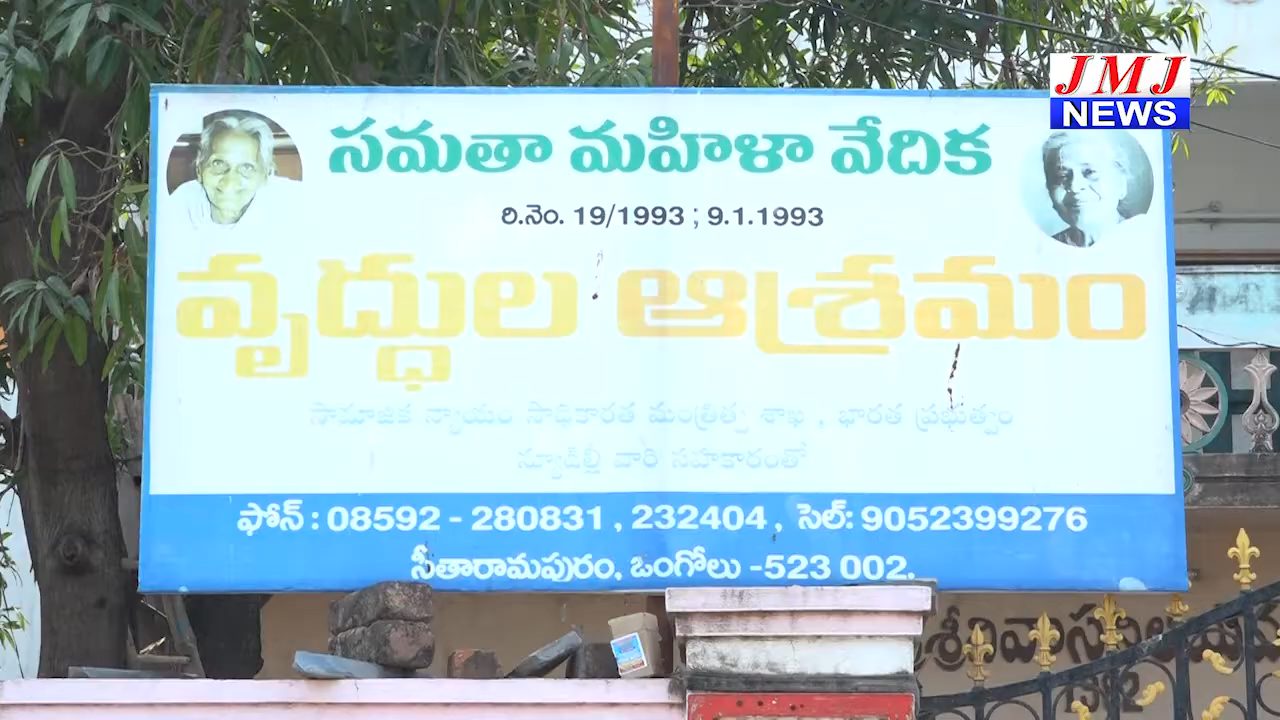 JMJ
NEWS
సమతా మహిళా వేదిక
రి.నెం. 19/1993 ; 9.1.1993
వృద్ధుల ఆశ్రమం
సామాజిక న్యాయం సాధికారత మంత్రిత్వ శాఖ , భారత ప్రభుత్వం
న్యూఢిల్లీ వారి సహకారంతో
ఫోన్ : 08592 - 280831 , 232404 , సెల్: 9052399276
సీతారామపురం, ఒంగోలు -523 002.
శ్రీనివాస నిలయము